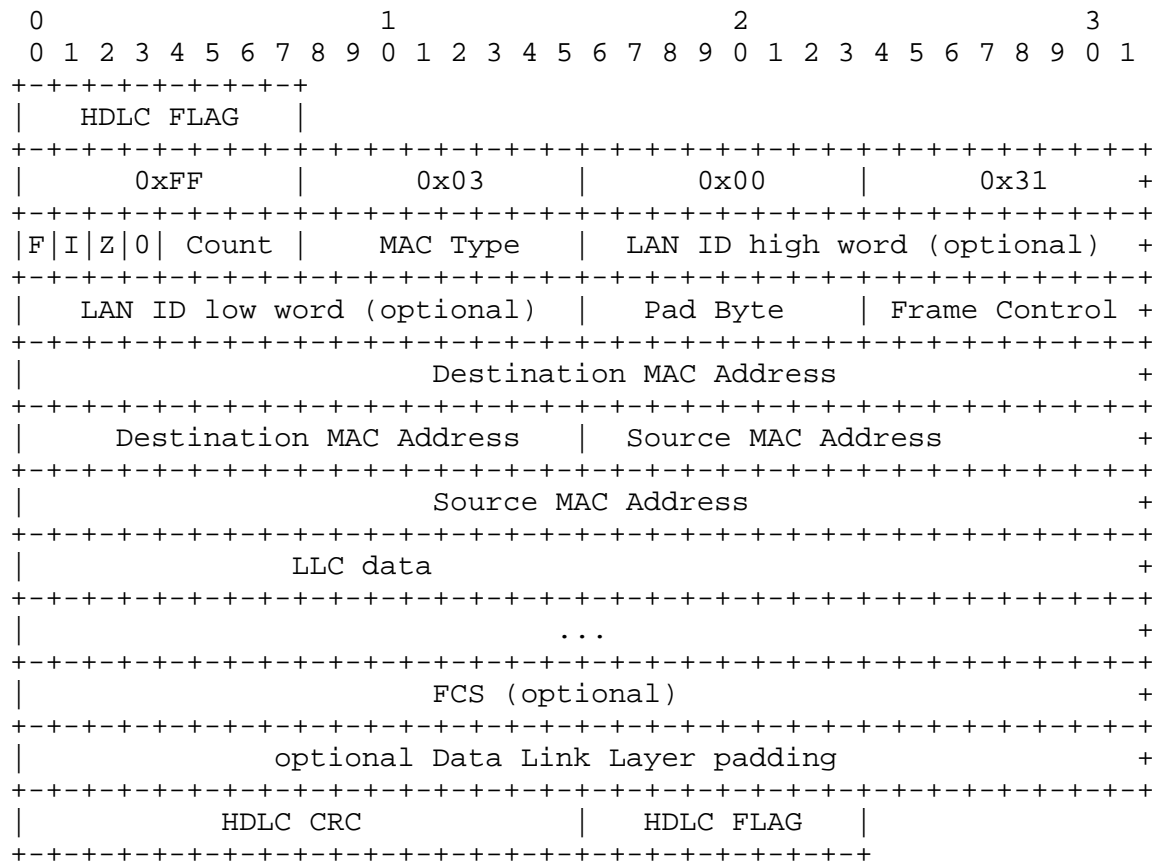 0                   1                   2                   3
 0 1 2 3 4 5 6 7 8 9 0 1 2 3 4 5 6 7 8 9 0 1 2 3 4 5 6 7 8 9 0 1
+-+-+-+-+-+-+-+-+
|   HDLC FLAG   |
+-+-+-+-+-+-+-+-+-+-+-+-+-+-+-+-+-+-+-+-+-+-+-+-+-+-+-+-+-+-+-+-+
|      0xFF     |      0x03     |      0x00     |      0x31     +
+-+-+-+-+-+-+-+-+-+-+-+-+-+-+-+-+-+-+-+-+-+-+-+-+-+-+-+-+-+-+-+-+
|F|I|Z|0| Count |    MAC Type   |  LAN ID high word (optional)  +
+-+-+-+-+-+-+-+-+-+-+-+-+-+-+-+-+-+-+-+-+-+-+-+-+-+-+-+-+-+-+-+-+
|   LAN ID low word (optional)  |   Pad Byte    | Frame Control +
+-+-+-+-+-+-+-+-+-+-+-+-+-+-+-+-+-+-+-+-+-+-+-+-+-+-+-+-+-+-+-+-+
|                       Destination MAC Address                 +
+-+-+-+-+-+-+-+-+-+-+-+-+-+-+-+-+-+-+-+-+-+-+-+-+-+-+-+-+-+-+-+-+
|     Destination MAC Address   |  Source MAC Address           +
+-+-+-+-+-+-+-+-+-+-+-+-+-+-+-+-+-+-+-+-+-+-+-+-+-+-+-+-+-+-+-+-+
|                       Source MAC Address                      +
+-+-+-+-+-+-+-+-+-+-+-+-+-+-+-+-+-+-+-+-+-+-+-+-+-+-+-+-+-+-+-+-+
|               LLC data                                        +
+-+-+-+-+-+-+-+-+-+-+-+-+-+-+-+-+-+-+-+-+-+-+-+-+-+-+-+-+-+-+-+-+
|                              ...                              +
+-+-+-+-+-+-+-+-+-+-+-+-+-+-+-+-+-+-+-+-+-+-+-+-+-+-+-+-+-+-+-+-+
|                       FCS (optional)                          +
+-+-+-+-+-+-+-+-+-+-+-+-+-+-+-+-+-+-+-+-+-+-+-+-+-+-+-+-+-+-+-+-+
|              optional Data Link Layer padding                 +
+-+-+-+-+-+-+-+-+-+-+-+-+-+-+-+-+-+-+-+-+-+-+-+-+-+-+-+-+-+-+-+-+
|           HDLC CRC            |   HDLC FLAG   |
+-+-+-+-+-+-+-+-+-+-+-+-+-+-+-+-+-+-+-+-+-+-+-+-+